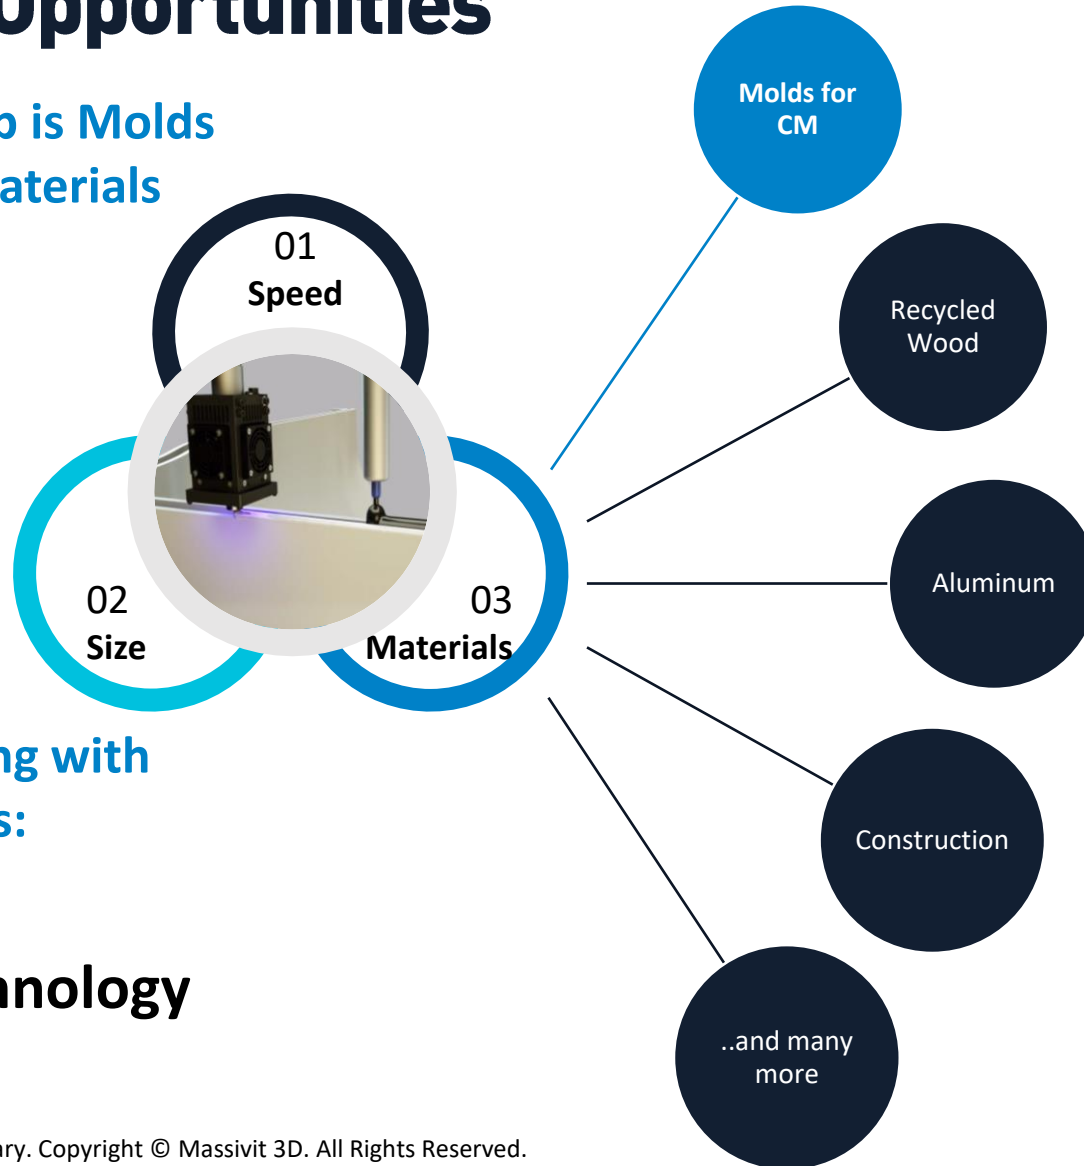 Opportunities
p is Molds
aterials
01
Speed
02
Size
03
Materials
ng with
s:
hnology
Molds for
CM
Recycled
Wood
Aluminum
Construction
..and many
more
ary. Copyright © Massivit 3D. All Rights Reserved.